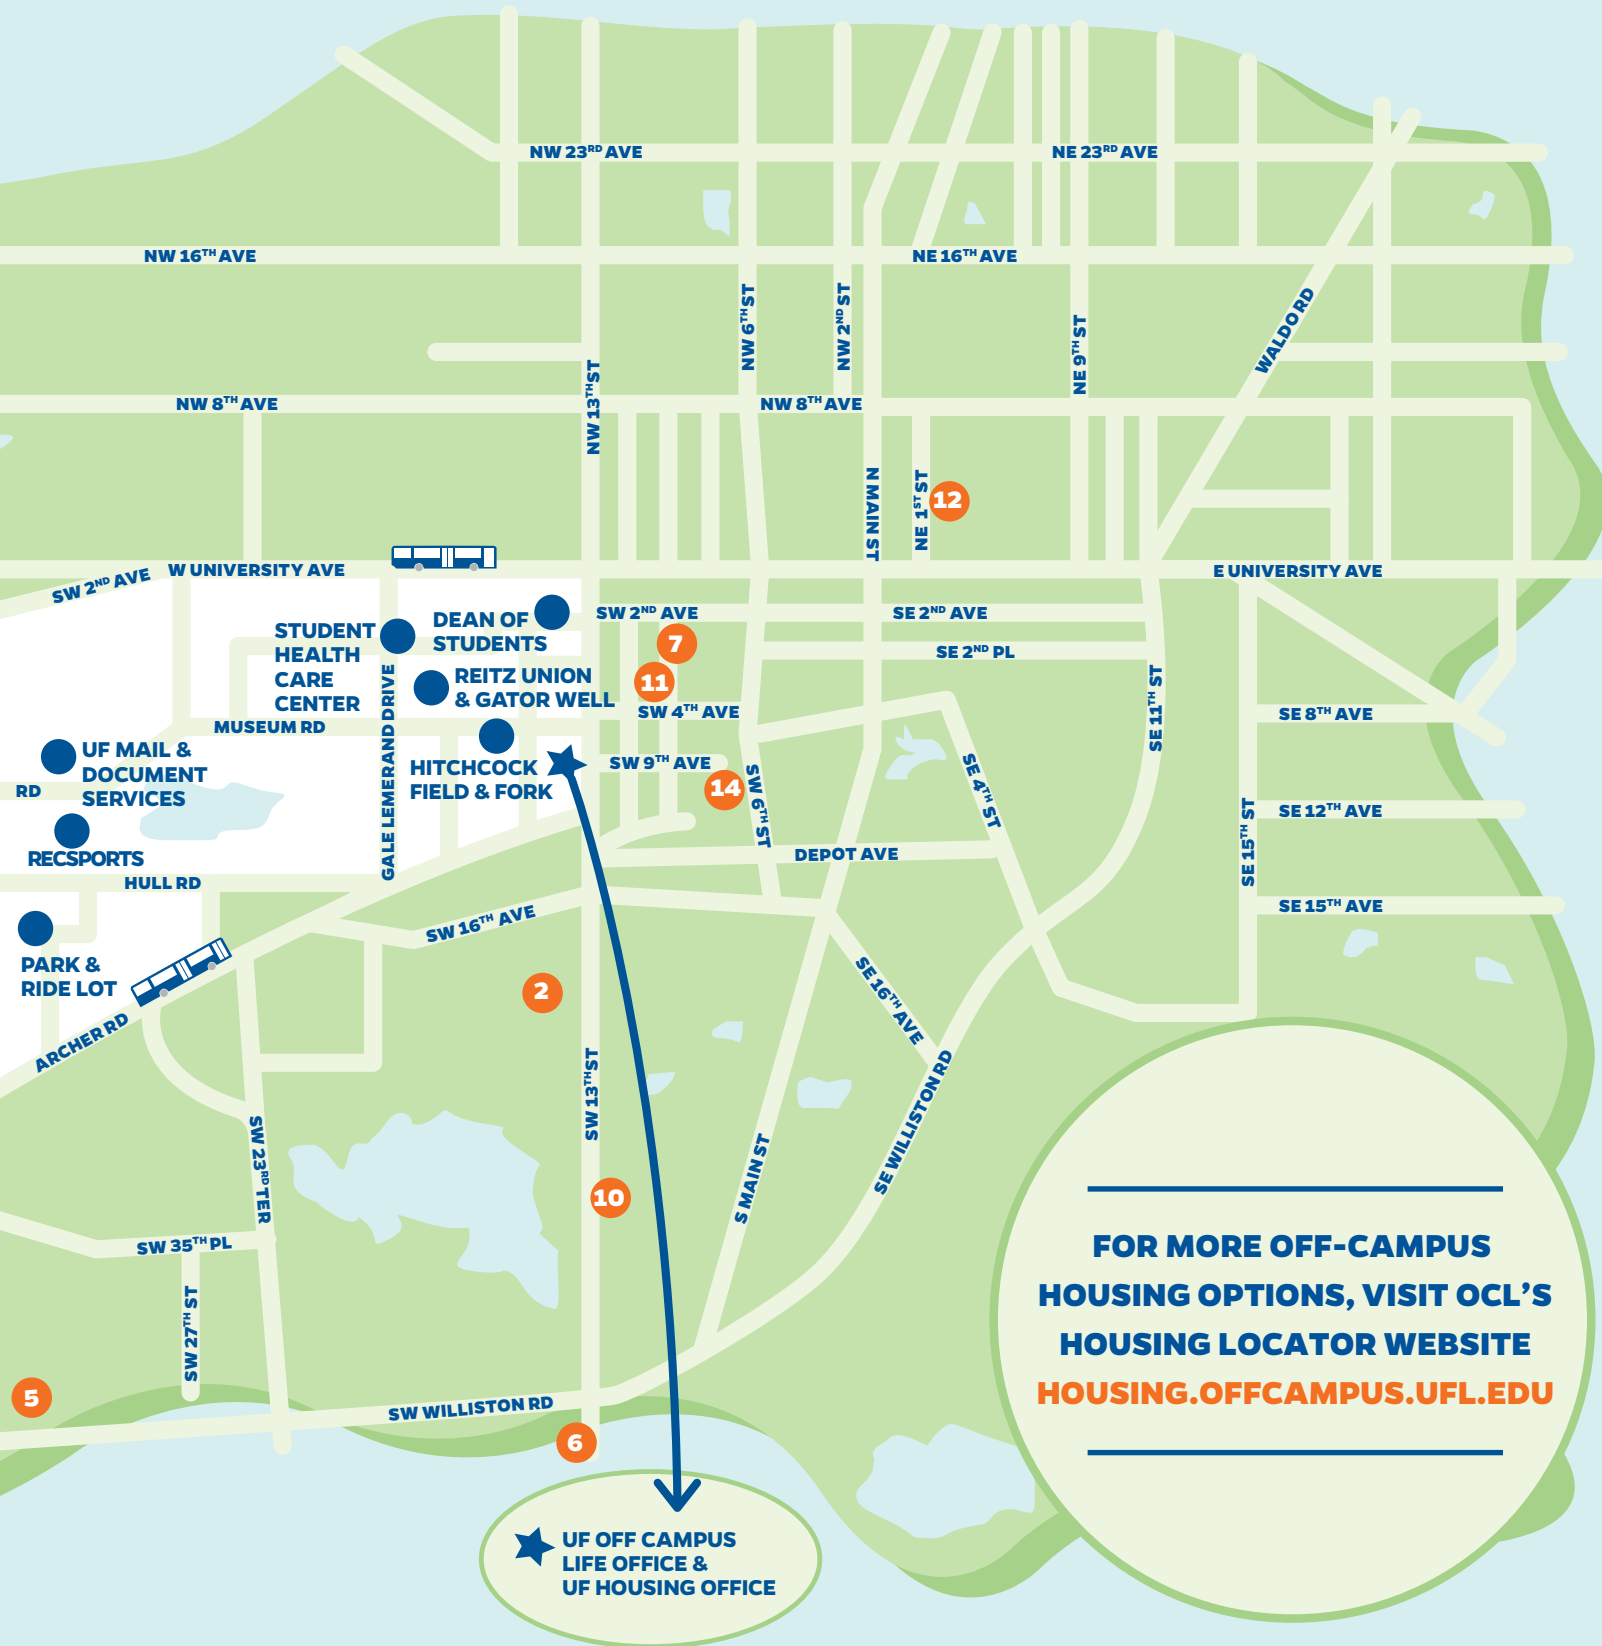 NW 23RD AVE
NE 23RD AVE
NW 16TH AVE
NE 16TH AVE
NW 6TH ST
NW 2ND ST
NE 9TH ST
WALDO RD
NW 13TH ST
NW 8TH AVE
NW 8TH AVE
N MAIN ST
NE 1ST ST
12
SW 2ND AVE
W UNIVERSITY AVE
E UNIVERSITY AVE
STUDENT
HEALTH
CARE
CENTER
DEAN OF
STUDENTS
SW 2ND AVE
SE 2ND AVE
7
SE 2ND PL
REITZ UNION
& GATOR WELL
11
SW 4TH AVE
SE 11TH ST
SE 8TH AVE
MUSEUM RD
GALE LEMERAND DRIVE
UF MAIL &
DOCUMENT
SERVICES
RD
HITCHCOCK
FIELD & FORK
SW 9TH AVE
14
SW 6TH ST
SE 4TH ST
SE 15TH ST
SE 12TH AVE
RECSPORTS
DEPOT AVE
HULL RD
SE 15TH AVE
SW 16TH AVE
PARK &
RIDE LOT
2
SE 16TH AVE
ARCHER RD
SW 13TH ST
SE WILLISTON RD
SW 23RD TER
S MAIN ST
10
SW 35TH PL
SW 27TH ST
5
SW WILLISTON RD
6
FOR MORE OFF-CAMPUS
HOUSING OPTIONS, VISIT OCL'S
HOUSING LOCATOR WEBSITE
HOUSING.OFFCAMPUS.UFL.EDU
UF OFF CAMPUS
LIFE OFFICE &
UF HOUSING OFFICE